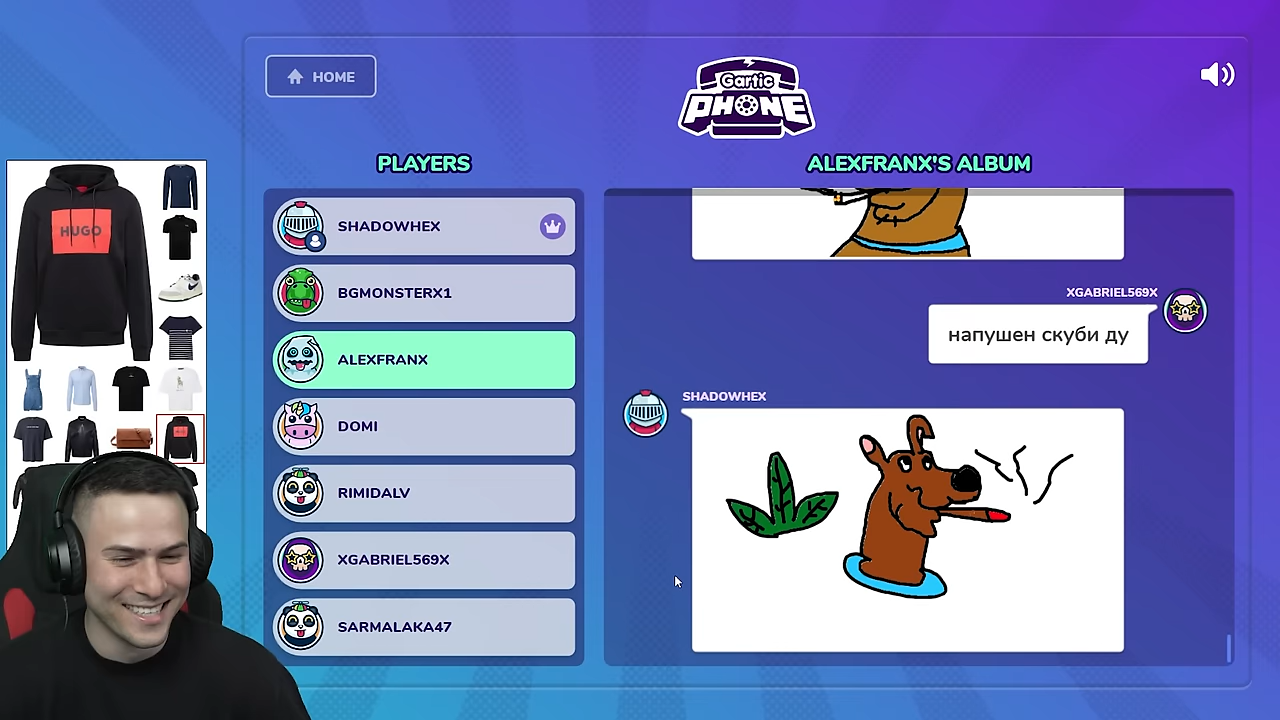 HOME
Gartic
PHONE
PLAYERS
ALEXFRANX'S ALBUM
SHADOWHEX
BGMONSTERX1
ALEXFRANX
DOMI
RIMIDALV
XGABRIEL569X
SARMALAKA47
XGABRIEL569X
напушен скуби ду
SHADOWHEX
HUGO